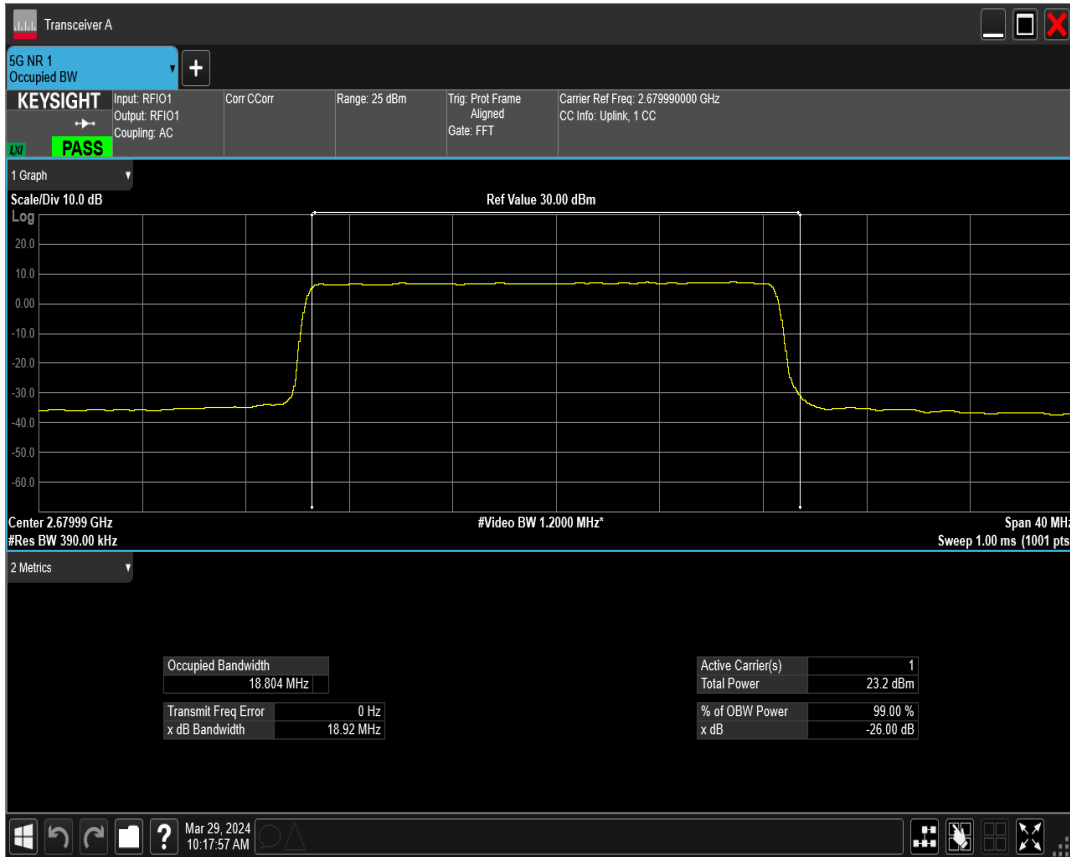 Transceiver A
5G NR 1
Occupied BW
KEYSIGHT
LXI
PASS
Input: RFIO1
Output: RFIO1
Coupling: AC
Corr CCorr
Range: 25 dBm
Trig: Prot Frame
Aligned
Gate: FFT
Carrier Ref Freq: 2.679990000 GHz
CC Info: Uplink, 1 CC
1 Graph
Scale/Div 10.0 dB
Ref Value 30.00 dBm
Log
20.0
10.0
0.00
-10.0
-20.0
-30.0
-40.0
-50.0
-60.0
Center 2.67999 GHz
#Video BW 1.2000 MHz*
Span 40 MHz
#Res BW 390.00 kHz
Sweep 1.00 ms (1001 pts
2 Metrics
Occupied Bandwidth
18.804 MHz
Transmit Freq Error 0 Hz
x dB Bandwidth 18.92 MHz
Active Carrier(s) 1
Total Power 23.2 dBm
% of OBW Power 99.00 %
x dB -26.00 dB
?
Mar 29, 2024
10:17:57 AM